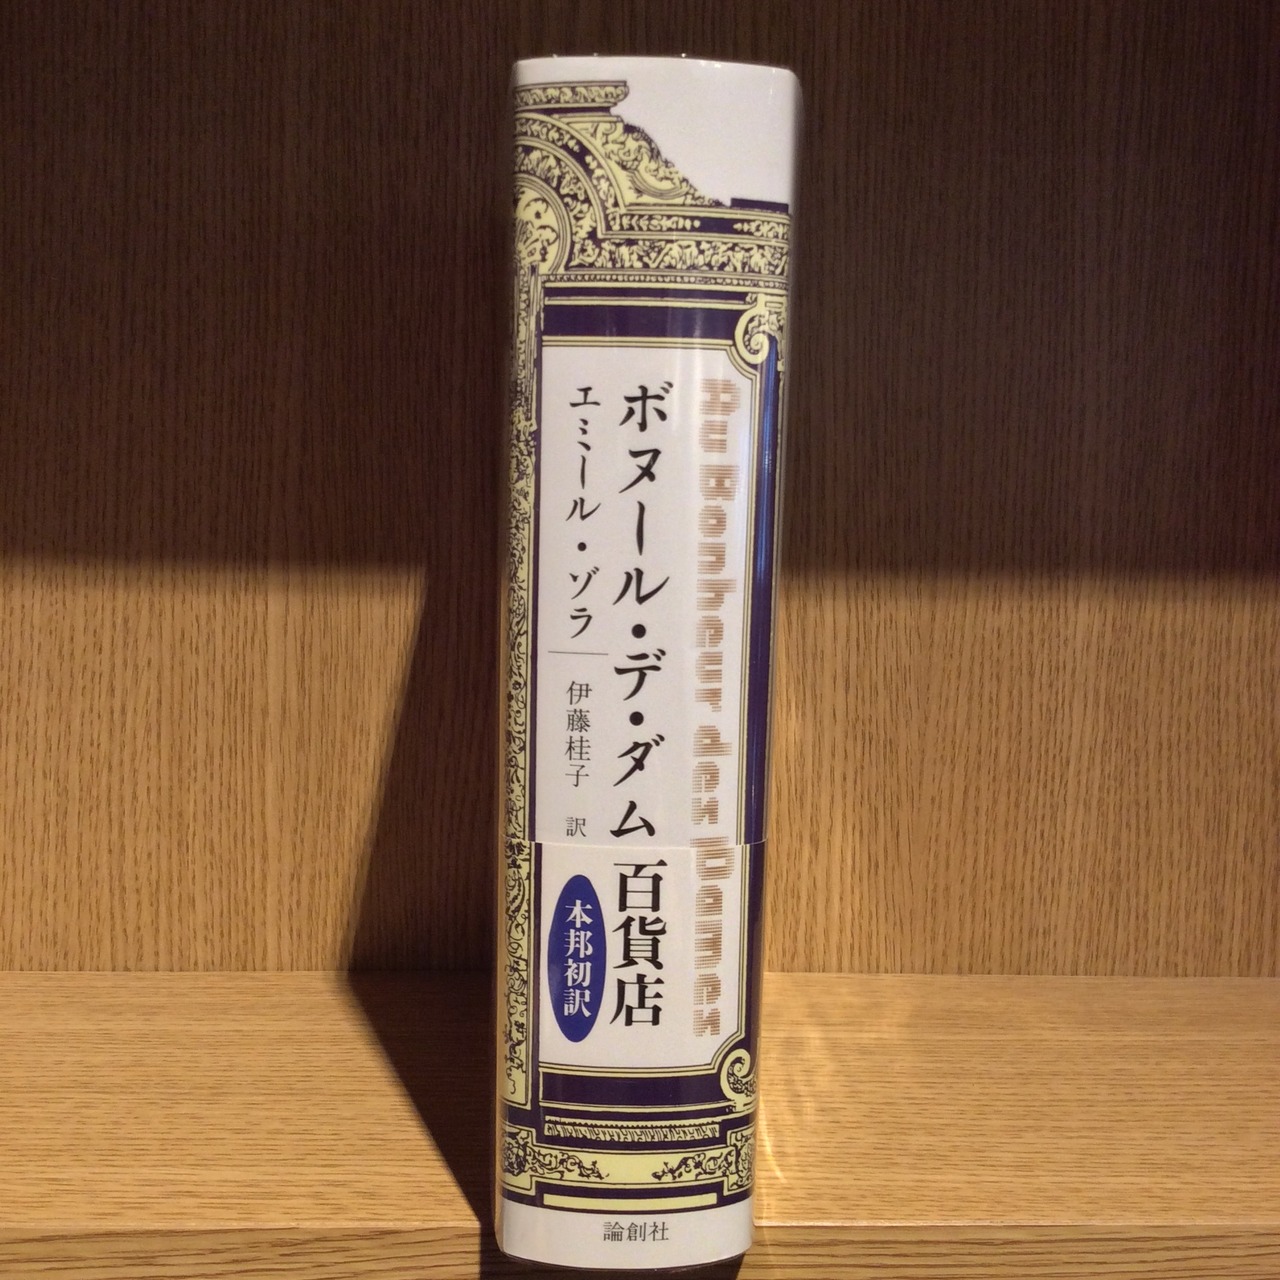 Au Bonheur des Dames
ボヌール・デ・ダム百貨店
エミール・ゾラ
伊藤桂子 訳
本邦初訳
論創社